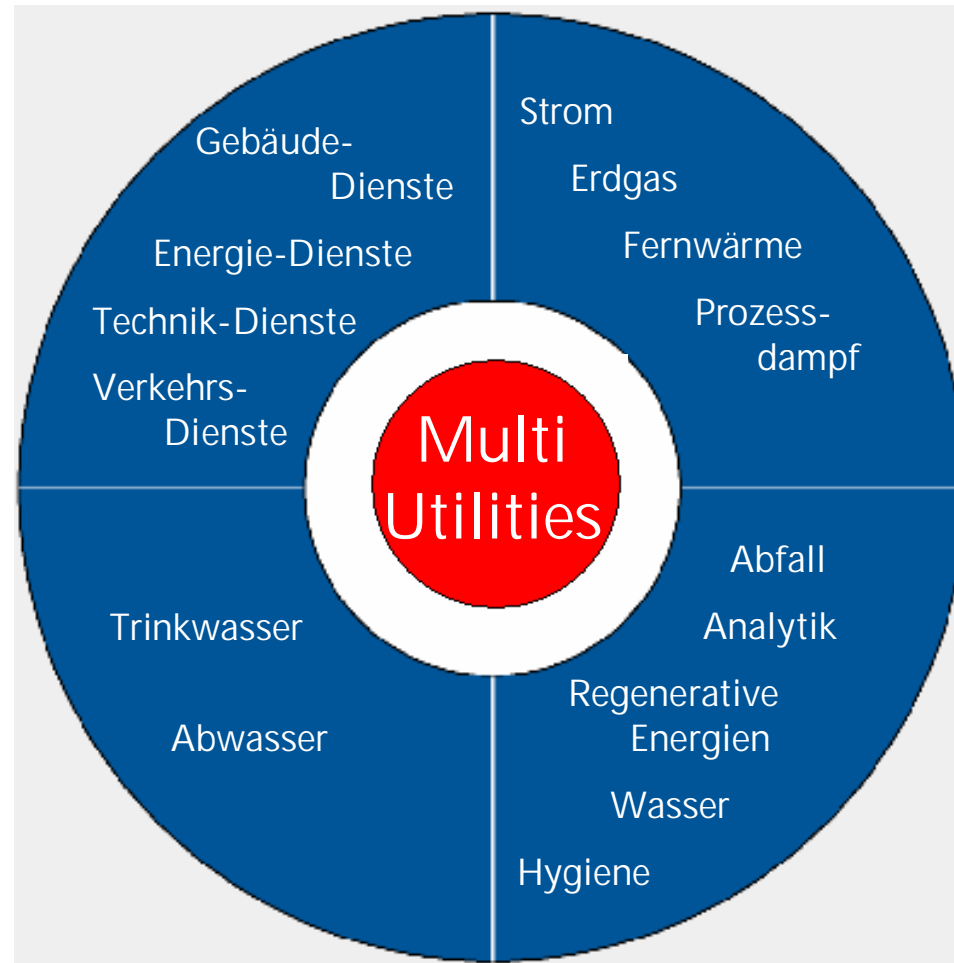 Gebäude-
Dienste
Energie-Dienste
Technik-Dienste
Verkehrs-
Dienste
Strom
Erdgas
Fernwärme
Prozess-
dampf
Multi
Utilities
Trinkwasser
Abwasser
Abfall
Analytik
Regenerative
Energien
Wasser
Hygiene